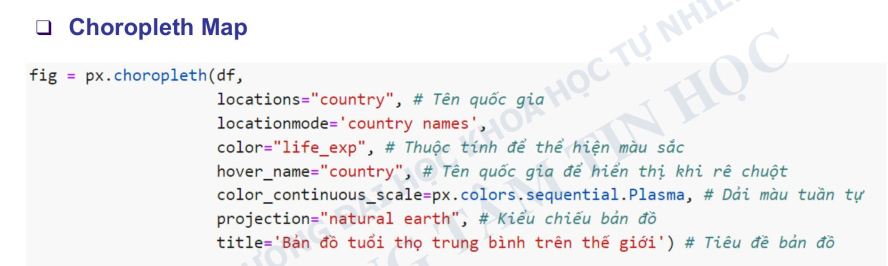 ❑ Choropleth Map
fig = px.choropleth(df,
locations="country", # Tên quốc gia
locationmode='country names',
color="life_exp", # Thuộc tính để thể hiện màu sắc
hover_name="country", # Tên quốc gia để hiển thị khi rê chuột
color_continuous_scale=px.colors.sequential.Plasma, # Dải màu tuần tự
projection="natural earth", # Kiểu chiếu bản đồ
title='Bản đồ tuổi thọ trung bình trên thế giới') # Tiêu đề bản đồ
ĐẠI HỌC KHOA HỌC TỰ NHIÊN
TÂM TIN HỌC